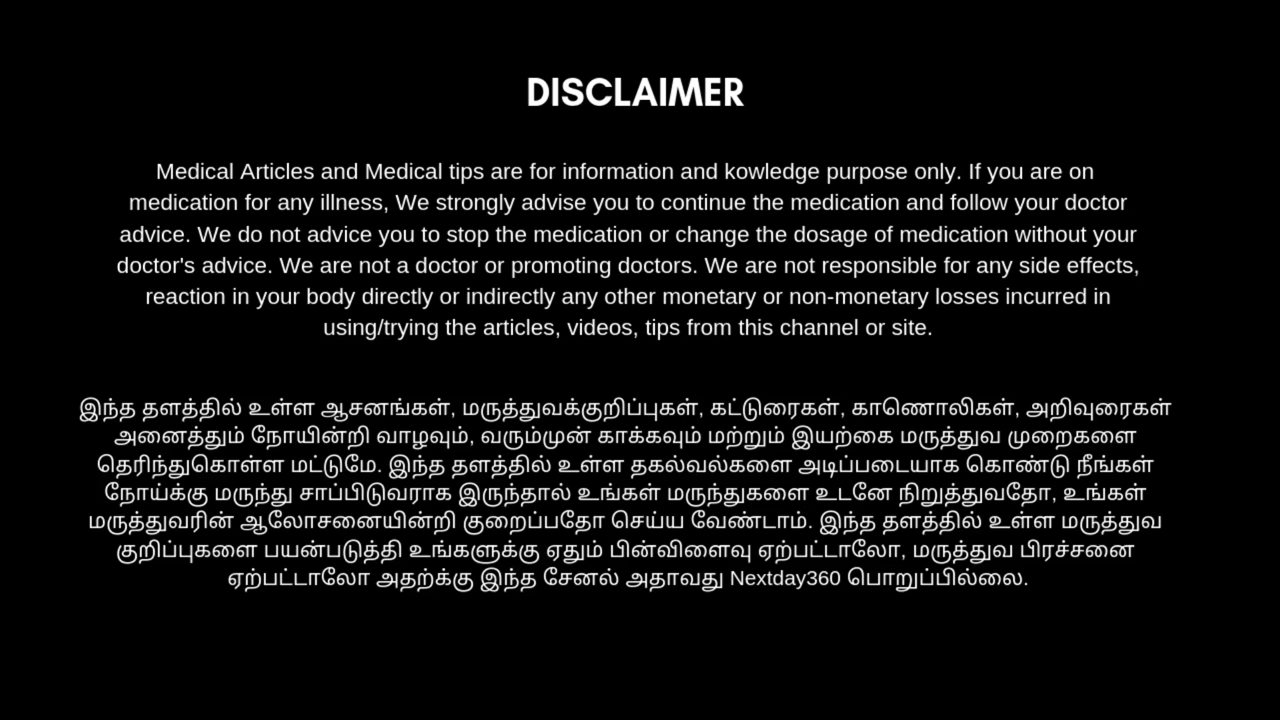 DISCLAIMER
Medical Articles and Medical tips are for information and kowledge purpose only. If you are on
medication for any illness, We strongly advise you to continue the medication and follow your doctor
advice. We do not advice you to stop the medication or change the dosage of medication without your
doctor's advice. We are not a doctor or promoting doctors. We are not responsible for any side effects,
reaction in your body directly or indirectly any other monetary or non-monetary losses incurred in
using/trying the articles, videos, tips from this channel or site.
இந்த தளத்தில் உள்ள ஆசனங்கள், மருத்துவக்குறிப்புகள், கட்டுரைகள், காணொலிகள், அறிவுரைகள்
அனைத்தும் நோயின்றி வாழவும், வரும்முன் காக்கவும் மற்றும் இயற்கை மருத்துவ முறைகளை
தெரிந்துகொள்ள மட்டுமே. இந்த தளத்தில் உள்ள தகல்வல்களை அடிப்படையாக கொண்டு நீங்கள்
நோய்க்கு மருந்து சாப்பிடுவராக இருந்தால் உங்கள் மருந்துகளை உடனே நிறுத்துவதோ, உங்கள்
மருத்துவரின் ஆலோசனையின்றி குறைப்பதோ செய்ய வேண்டாம். இந்த தளத்தில் உள்ள மருத்துவ
குறிப்புகளை பயன்படுத்தி உங்களுக்கு ஏதும் பின்விளைவு ஏற்பட்டாலோ, மருத்துவ பிரச்சனை
ஏற்பட்டாலோ அதற்க்கு இந்த சேனல் அதாவது Nextday360 பொறுப்பில்லை.